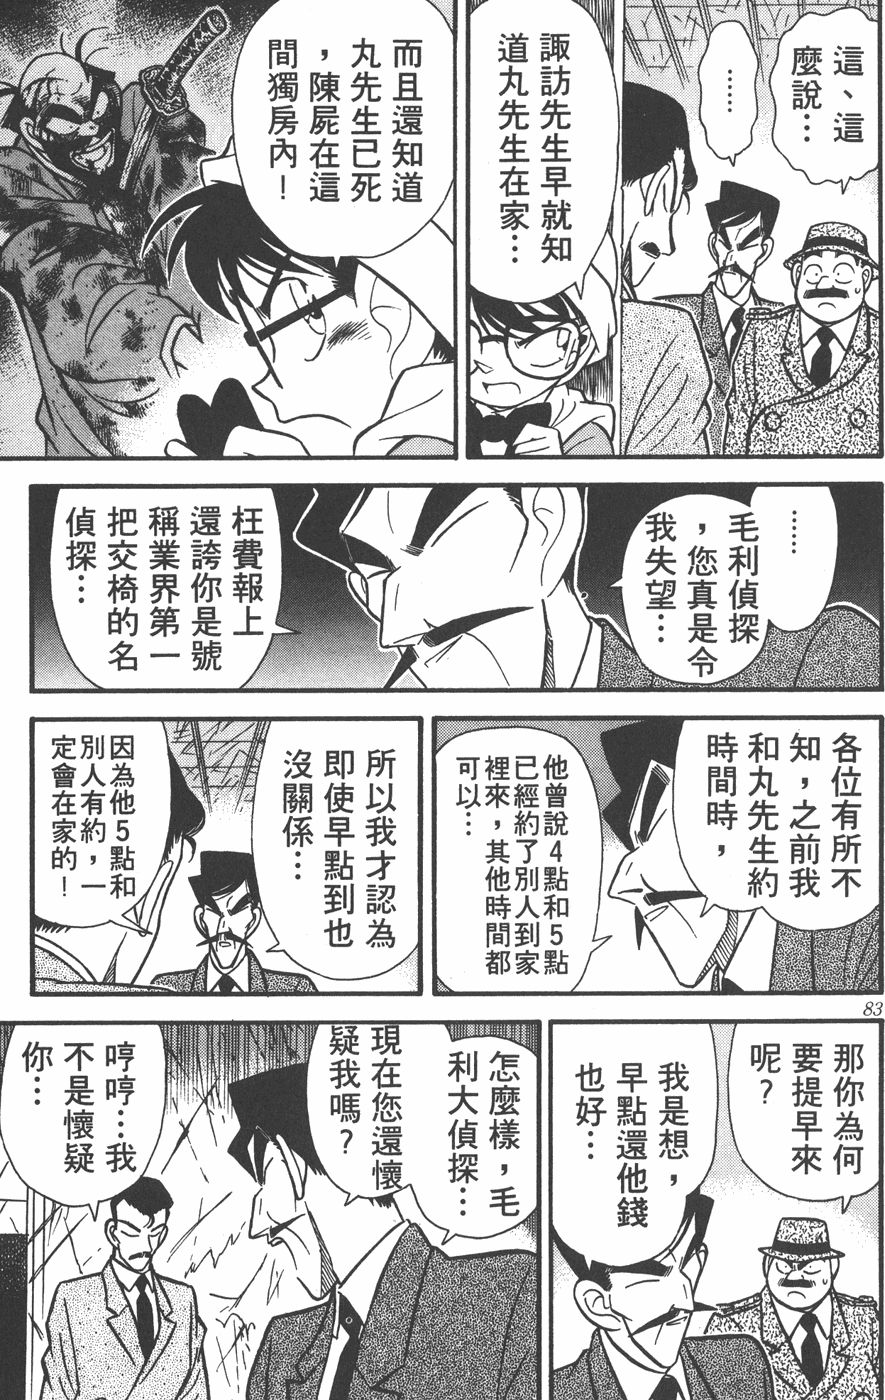 這、這
麼說…
……
諏訪先生早就知
道丸先生在家…
而且還知道
丸先生已死
，陳屍在這
間獨房內！
……
毛利偵探
，您真是令
我失望…
枉費報上
還誇你是號
稱業界第一
把交椅的名
偵探…
各位有所不
知，之前我
和丸先生約
時間時，
他曾說4點和5點
已經約了別人到家
裡來，其他時間都
可以…
所以我才認為
即使早點到也
沒關係…
因為他5點和
別人有約，一
定會在家的！
83
那你為何
要提早來
呢？
我是想，
早點還他錢
也好…
怎麼樣，毛
利大偵探…
現在您還懷
疑我嗎？
哼哼…我
不是懷疑
你…